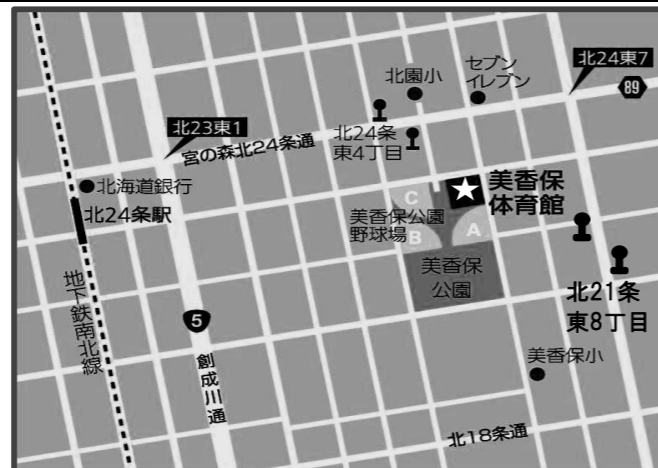 セブン
イレブン
北24東7
89
北園小
北23東1
北24条
東4丁目
宮の森北24条通
北海道銀行
北24条駅
美香保
体育館
C
美香保公園
野球場
B
A
美香保
公園
北21条
東8丁目
地下鉄南北線
5
創成川通
美香保小
北18条通